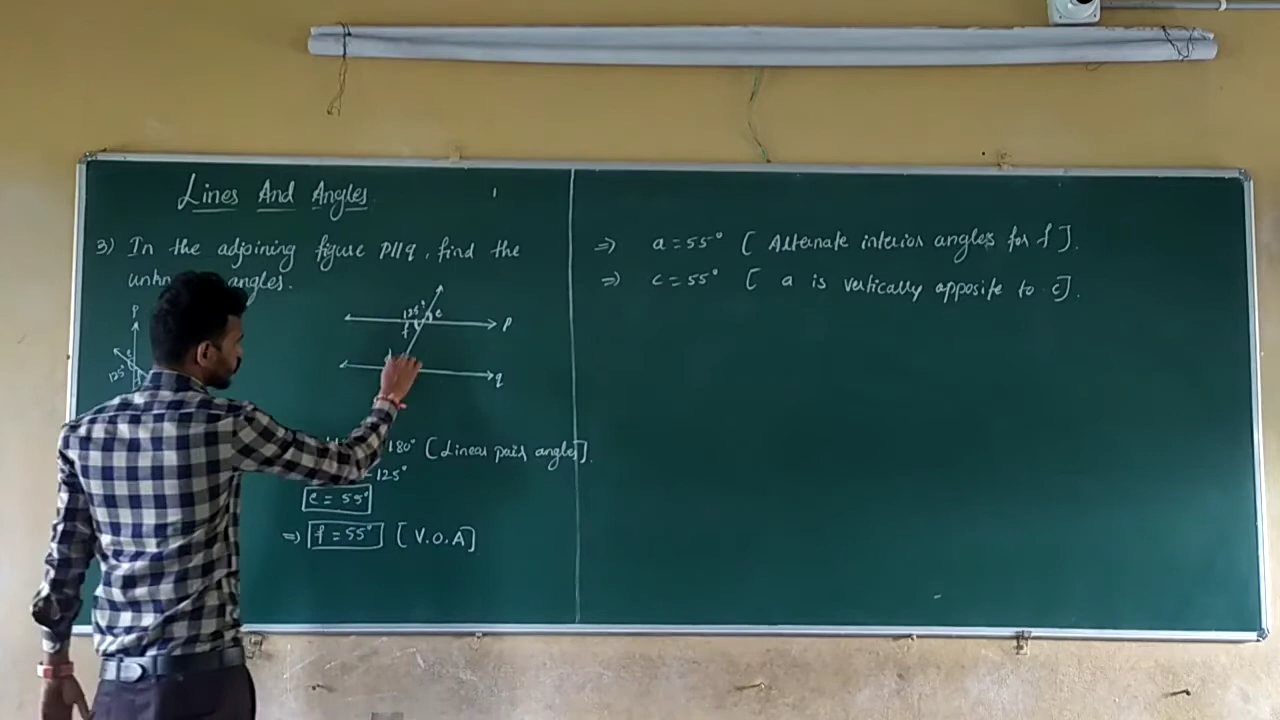 Lines And Angles
3) In the adjoining figure P||q, find the
angles.
P
e
125°
125° e
f
P
q
180° [Linear pair angles].
125°
e = 55°
⇒ f = 55° [V.O.A]
⇒ a = 55° [Alternate interior angles for f].
⇒ c = 55° [a is vertically opposite to c].